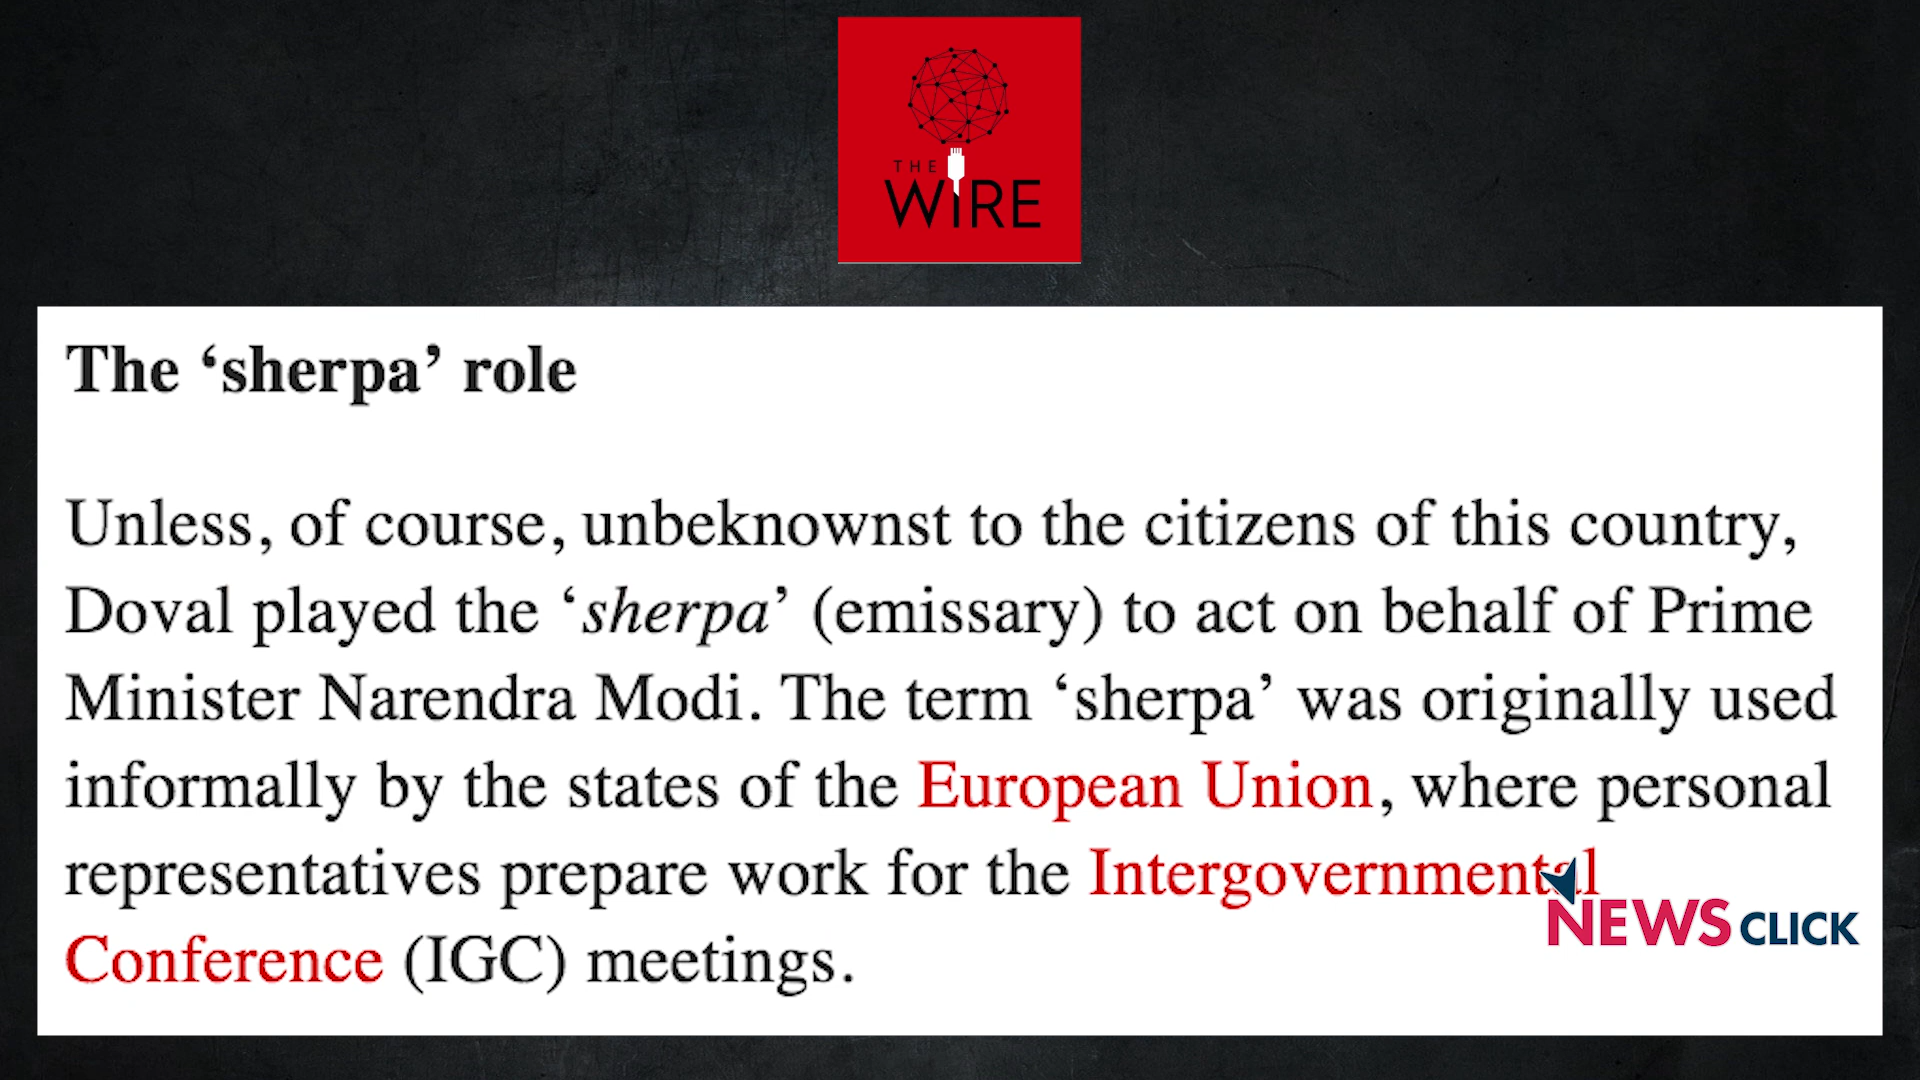 THE
WIRE
The ‘sherpa’ role
Unless, of course, unbeknownst to the citizens of this country,
Doval played the ‘sherpa’ (emissary) to act on behalf of Prime
Minister Narendra Modi. The term ‘sherpa’ was originally used
informally by the states of the European Union, where personal
representatives prepare work for the Intergovernmental
Conference (IGC) meetings.
NEWS CLICK